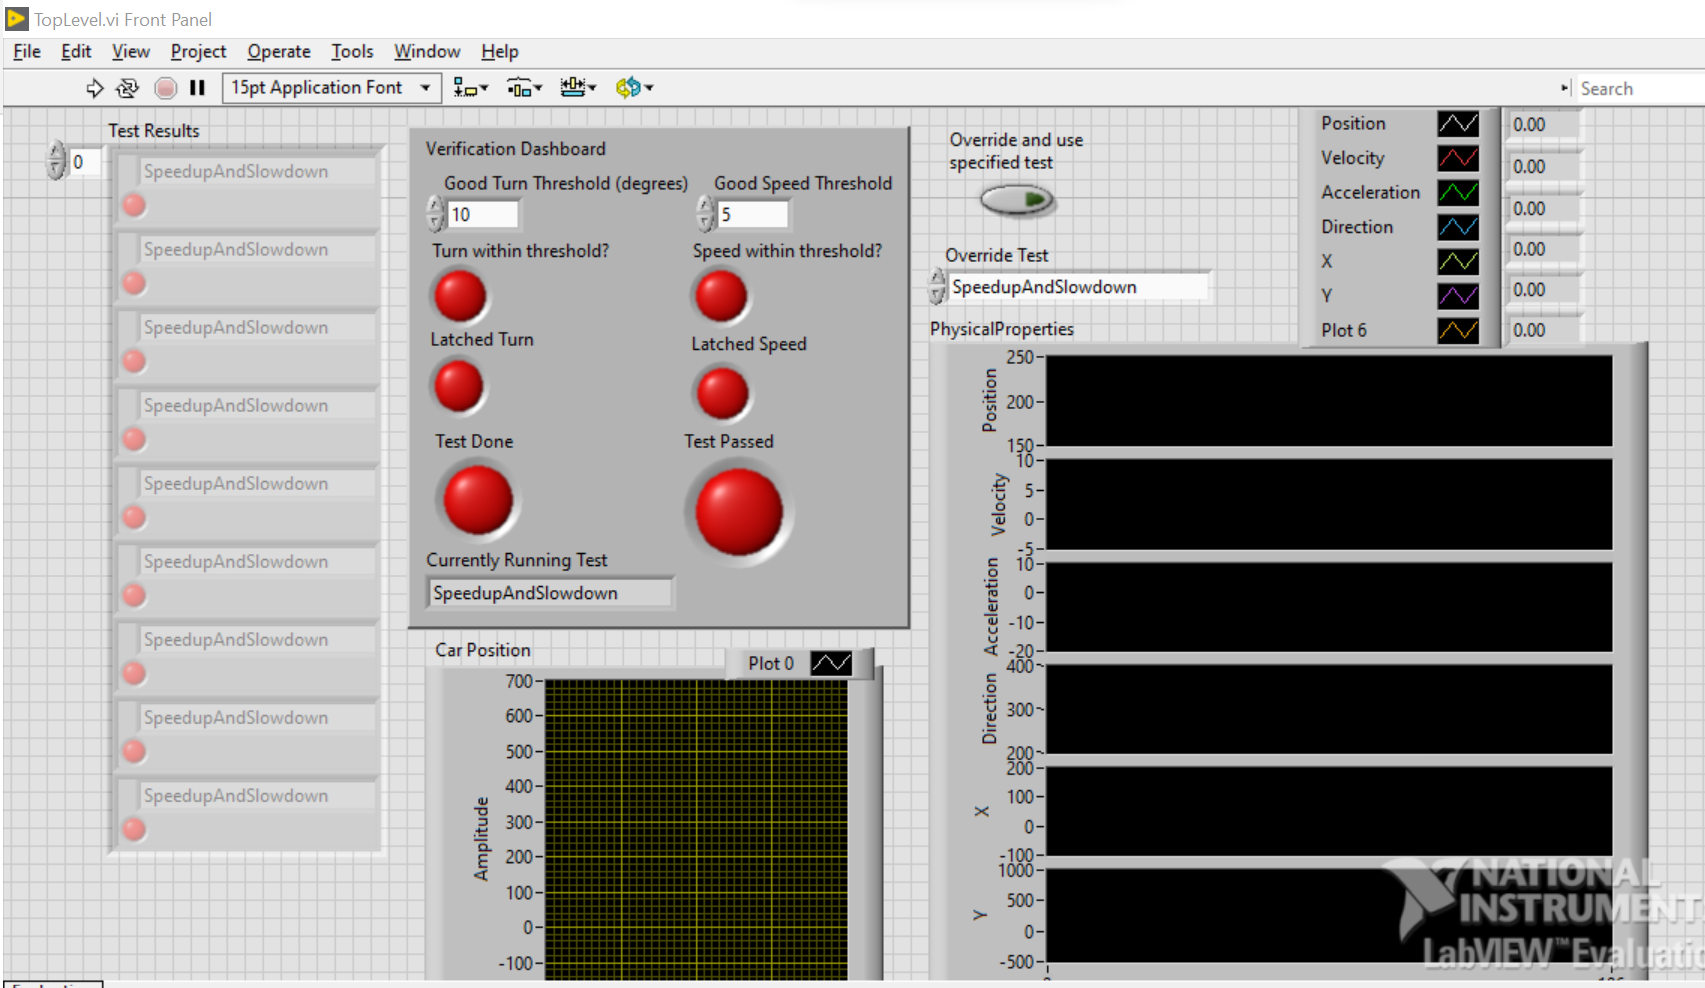 TopLevel.vi Front Panel
File Edit View Project Operate Tools Window Help
15pt Application Font
Search
Test Results
0
SpeedupAndSlowdown
SpeedupAndSlowdown
SpeedupAndSlowdown
SpeedupAndSlowdown
SpeedupAndSlowdown
SpeedupAndSlowdown
SpeedupAndSlowdown
SpeedupAndSlowdown
SpeedupAndSlowdown
Verification Dashboard
Good Turn Threshold (degrees) Good Speed Threshold
10 5
Turn within threshold? Speed within threshold?
Latched Turn Latched Speed
Test Done Test Passed
Currently Running Test
SpeedupAndSlowdown
Car Position
Plot 0
Amplitude
700
600
500
400
300
200
100
0
-100
Override and use
specified test
Override Test
SpeedupAndSlowdown
Position 0.00
Velocity 0.00
Acceleration 0.00
Direction 0.00
X 0.00
Y 0.00
Plot 6
PhysicalProperties
Position
250
200
150
Velocity
10
5
0
-5
Acceleration
10
0
-10
-20
Direction
400
300
200
X
200
100
0
-100
Y
1000
500
0
-500
NATIONAL
INSTRUMENT
LabVIEW™ Evaluatio